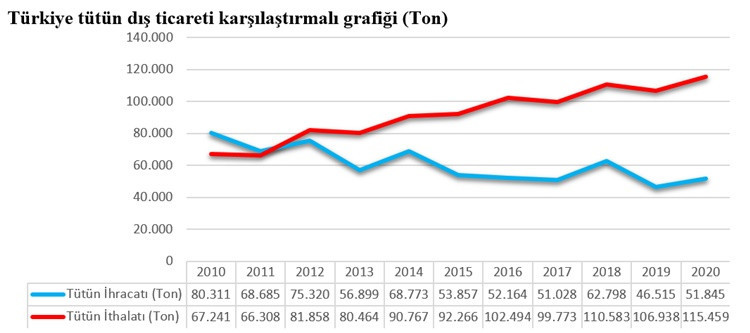 Türkiye tütün dış ticareti karşılaştırmalı grafiği (Ton)
140.000
120.000
100.000
80.000
60.000
40.000
20.000
0
2010 2011 2012 2013 2014 2015 2016 2017 2018 2019 2020
Tütün İhracatı (Ton) 80.311 68.685 75.320 56.899 68.773 53.857 52.164 51.028 62.798 46.515 51.845
Tütün İthalatı (Ton) 67.241 66.308 81.858 80.464 90.767 92.266 102.494 99.773 110.583 106.938 115.459